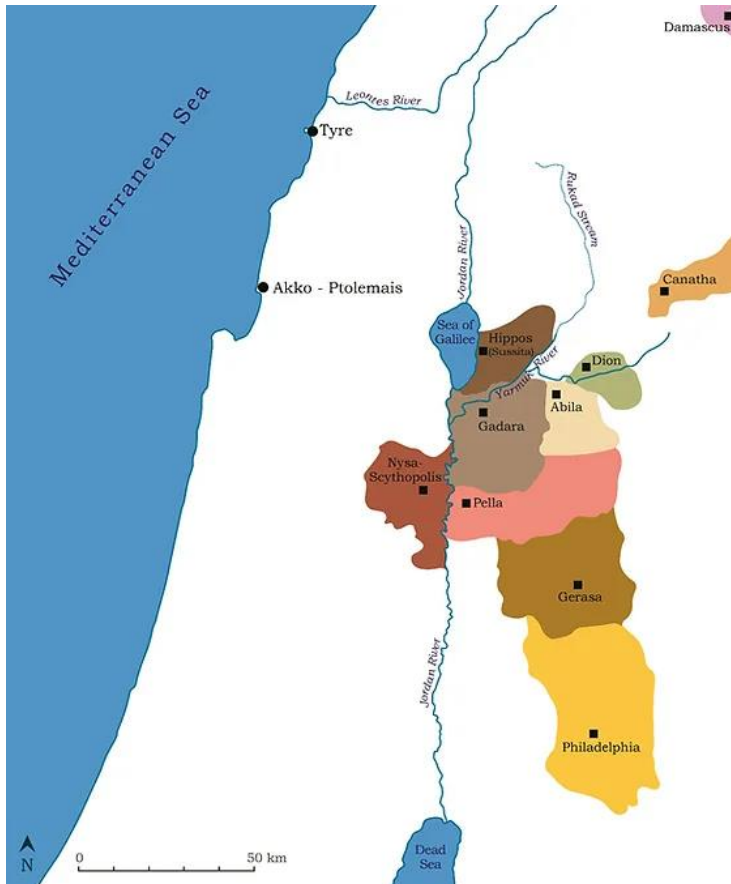 Damascus
Mediterranean Sea
Leontes River
Tyre
Rukad Stream
Jordan River
Canatha
Akko - Ptolemais
Sea of
Galilee
Hippos
(Sussita)
Yarmuk River
Dion
Abila
Gadara
Nysa-
Scythopolis
Pella
Gerasa
Jordan River
Philadelphia
Dead
Sea
N
0
50 km